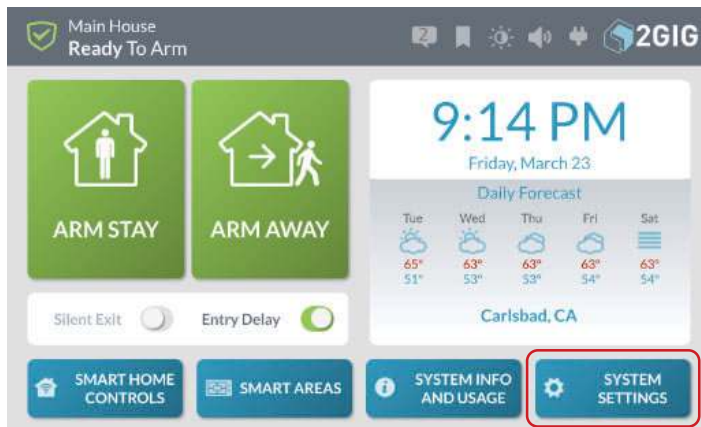 Main House
Ready To Arm
2
2GIG
ARM STAY
ARM AWAY
9:14 PM
Friday, March 23
Daily Forecast
Tue Wed Thu Fri Sat
65° 63° 63° 63° 63°
51° 53° 53° 54° 54°
Carlsbad, CA
Silent Exit
Entry Delay
SMART HOME
CONTROLS
SMART AREAS
SYSTEM INFO
AND USAGE
SYSTEM
SETTINGS